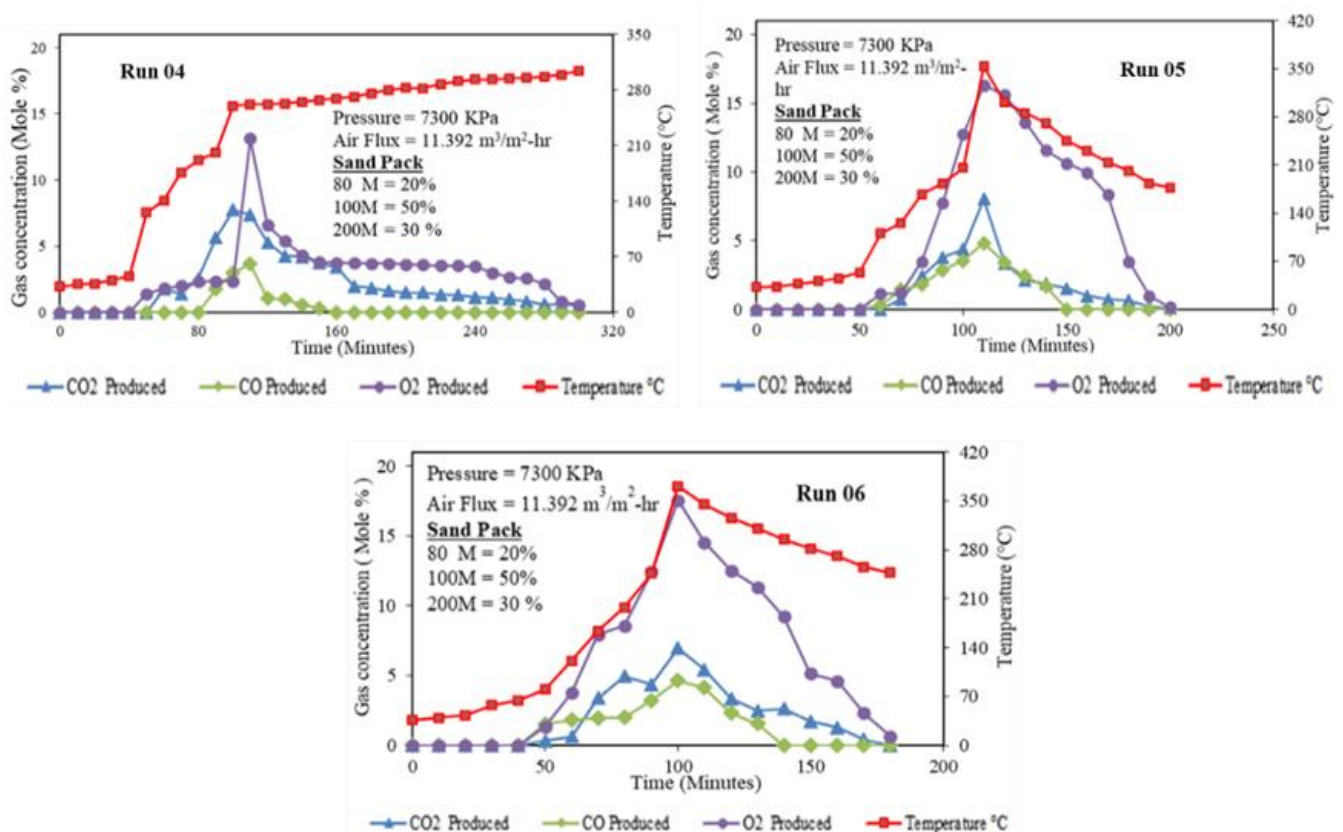 Run 04
Pressure = 7300 KPa
Air Flux = 11.392 m³/m²-hr
Sand Pack
80 M = 20%
100M = 50%
200M = 30 %
Gas concentration (Mole %)
20
15
10
5
0
0 80 160 240 320
Time (Minutes)
350
280
210
140
70
0
Temperature (°C)
CO2 Produced CO Produced O2 Produced Temperature °C
Pressure = 7300 KPa
Air Flux = 11.392 m³/m²-
hr
Sand Pack
80 M = 20%
100M = 50%
200M = 30 %
Run 05
Gas concentration ( Mole % )
20
15
10
5
0
0 50 100 150 200 250
Time (Minutes)
420
350
280
210
140
70
0
Temperature (°C)
CO2 Produced CO Produced O2 Produced Temperature °C
Pressure = 7300 KPa
Air Flux = 11.392 m³/m²-hr
Sand Pack
80 M = 20%
100M = 50%
200M = 30 %
Run 06
Gas concentration ( Mole % )
20
15
10
5
0
0 50 100 150 200
Time (Minutes)
420
350
280
210
140
70
0
Temperature (°C)
CO2 Produced CO Produced O2 Produced Temperature °C